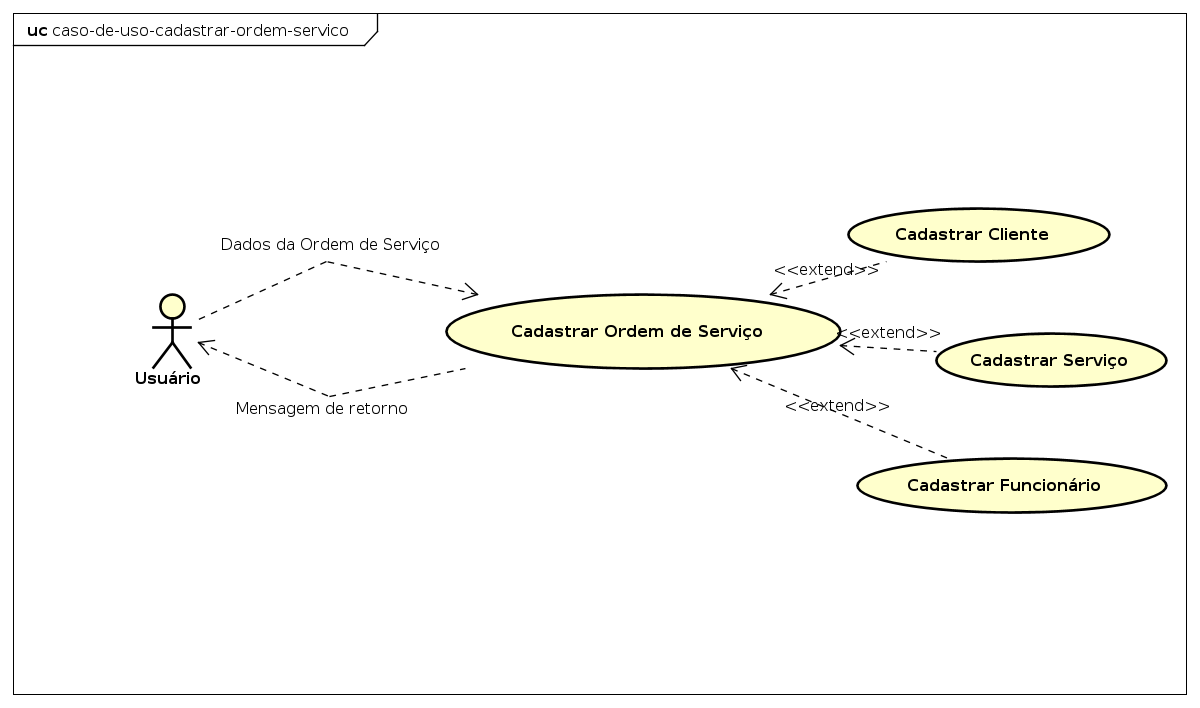 uc caso-de-uso-cadastrar-ordem-servico
Cadastrar Cliente
Dados da Ordem de Serviço
<<extend>>
Cadastrar Ordem de Serviço
<<extend>>
Cadastrar Serviço
Usuário
Mensagem de retorno
<<extend>>
Cadastrar Funcionário